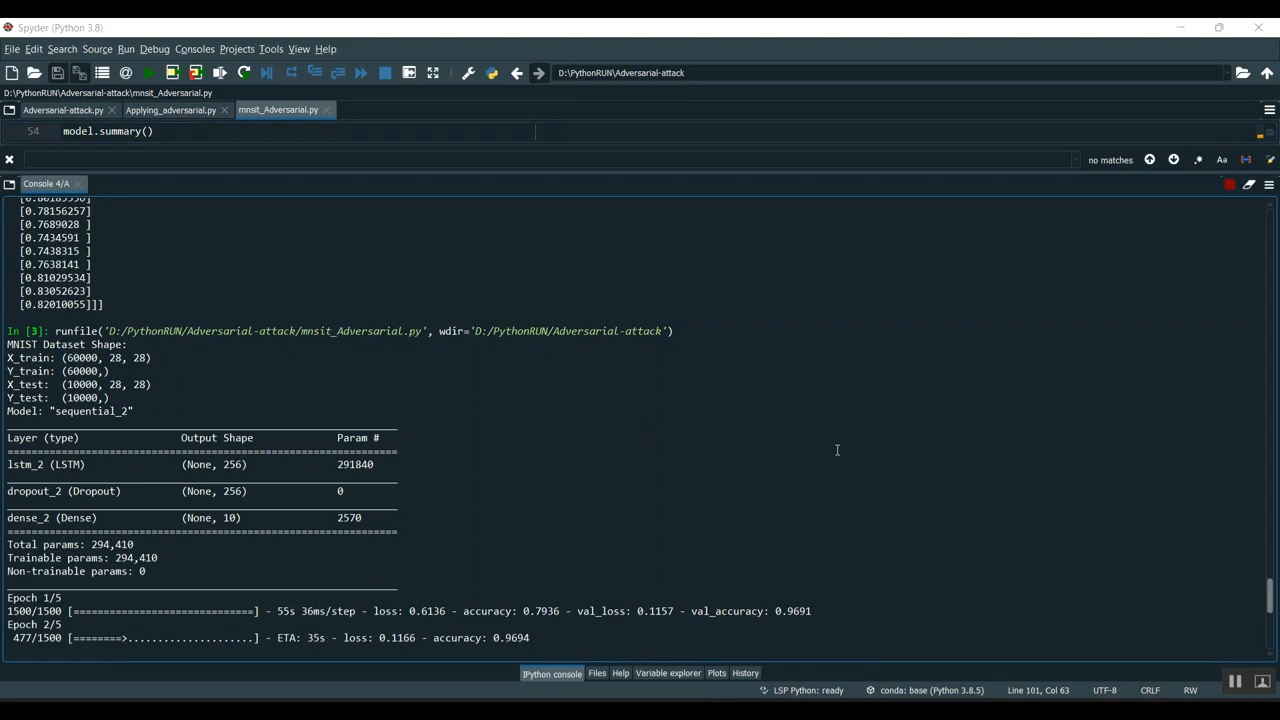 Spyder (Python 3.8)
File Edit Search Source Run Debug Consoles Projects Tools View Help
D:\PythonRUN\Adversarial-attack
D:\PythonRUN\Adversarial-attack\mnsit_Adversarial.py
Adversarial-attack.py Applying_adversarial.py mnsit_Adversarial.py
54 model.summary()
no matches .* Aa
Console 4/A
[0.78156257]
[0.7689028 ]
[0.7434591 ]
[0.7438315 ]
[0.7638141 ]
[0.81029534]
[0.83052623]
[0.82010055]]]
In [3]: runfile('D:/PythonRUN/Adversarial-attack/mnsit_Adversarial.py', wdir='D:/PythonRUN/Adversarial-attack')
MNIST Dataset Shape:
X_train: (60000, 28, 28)
Y_train: (60000,)
X_test: (10000, 28, 28)
Y_test: (10000,)
Model: "sequential_2"
_________________________________________________________________
Layer (type) Output Shape Param #
=================================================================
lstm_2 (LSTM) (None, 256) 291840
_________________________________________________________________
dropout_2 (Dropout) (None, 256) 0
_________________________________________________________________
dense_2 (Dense) (None, 10) 2570
=================================================================
Total params: 294,410
Trainable params: 294,410
Non-trainable params: 0
_________________________________________________________________
Epoch 1/5
1500/1500 [==============================] - 55s 36ms/step - loss: 0.6136 - accuracy: 0.7936 - val_loss: 0.1157 - val_accuracy: 0.9691
Epoch 2/5
477/1500 [========>.....................] - ETA: 35s - loss: 0.1166 - accuracy: 0.9694
IPython console Files Help Variable explorer Plots History
LSP Python: ready conda: base (Python 3.8.5) Line 101, Col 63 UTF-8 CRLF RW